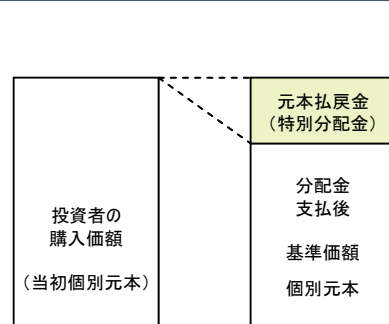 元本払戻金
（特別分配金）
投資者の
購入価額
（当初個別元本）
分配金
支払後
基準価額
個別元本